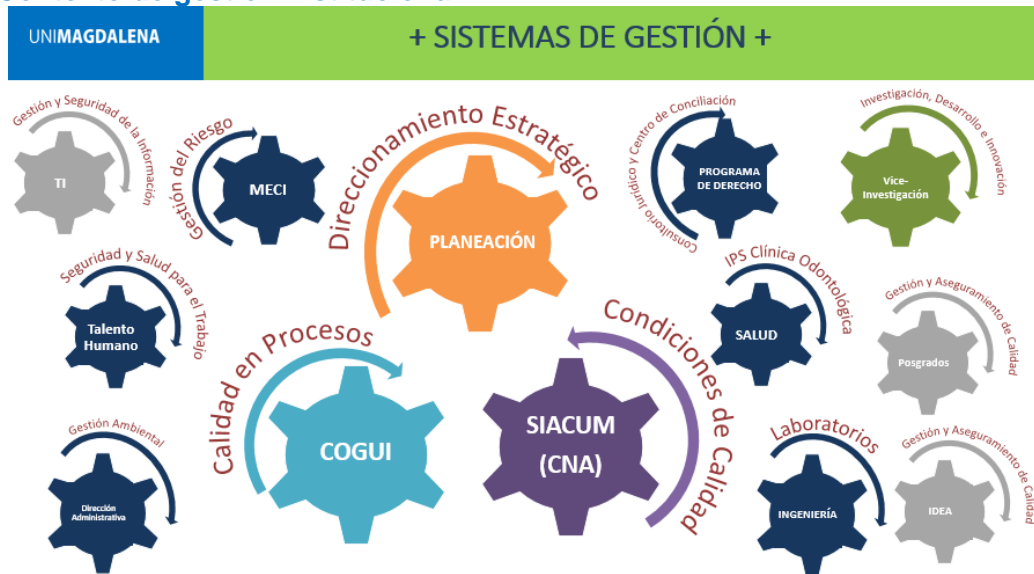 UNIMAGDALENA
+ SISTEMAS DE GESTIÓN +
Gestión y Seguridad de la Información
TI
Gestión del Riesgo
MECI
Direccionamiento Estratégico
PLANEACIÓN
Consultorio Jurídico y Centro de Conciliación
PROGRAMA
DE DERECHO
Investigación, Desarrollo e Innovación
Vice-
Investigación
Seguridad y Salud para el Trabajo
Talento
Humano
IPS Clínica Odontológica
SALUD
Gestión y Aseguramiento de Calidad
Posgrados
Calidad en Procesos
COGUI
Condiciones de Calidad
SIACUM
(CNA)
Gestión Ambiental
Dirección
Administrativa
Laboratorios
INGENIERÍA
Gestión y Aseguramiento de Calidad
IDEA